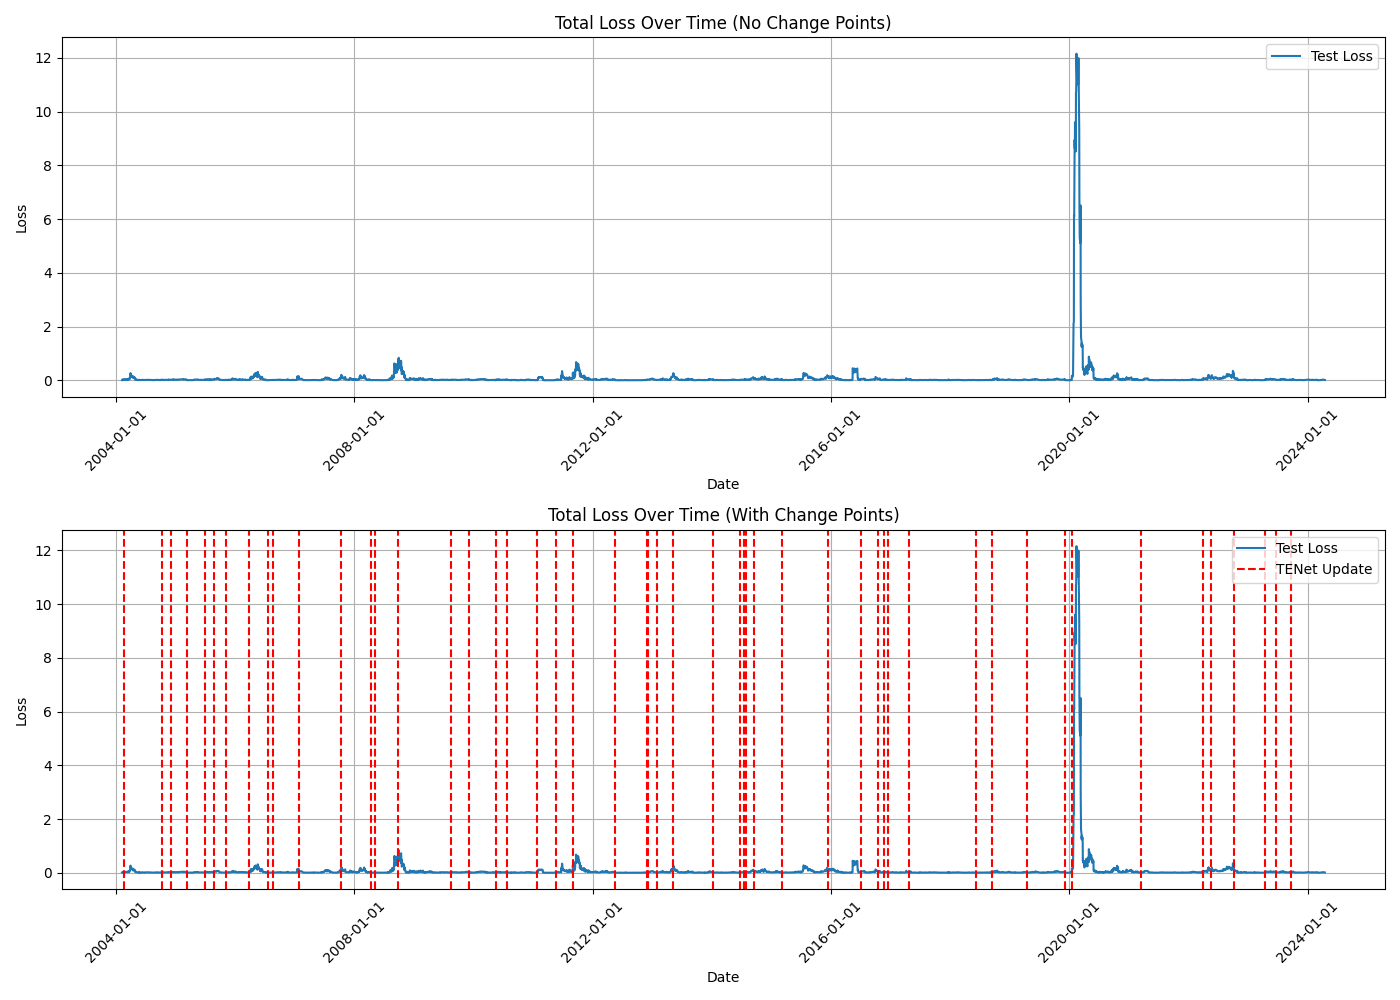 Total Loss Over Time (No Change Points)
Test Loss
12
10
8
6
4
2
0
Loss
2004-01-01
2008-01-01
2012-01-01
2016-01-01
2020-01-01
2024-01-01
Date
Total Loss Over Time (With Change Points)
Test Loss
TENet Update
12
10
8
6
4
2
0
Loss
2004-01-01
2008-01-01
2012-01-01
2016-01-01
2020-01-01
2024-01-01
Date